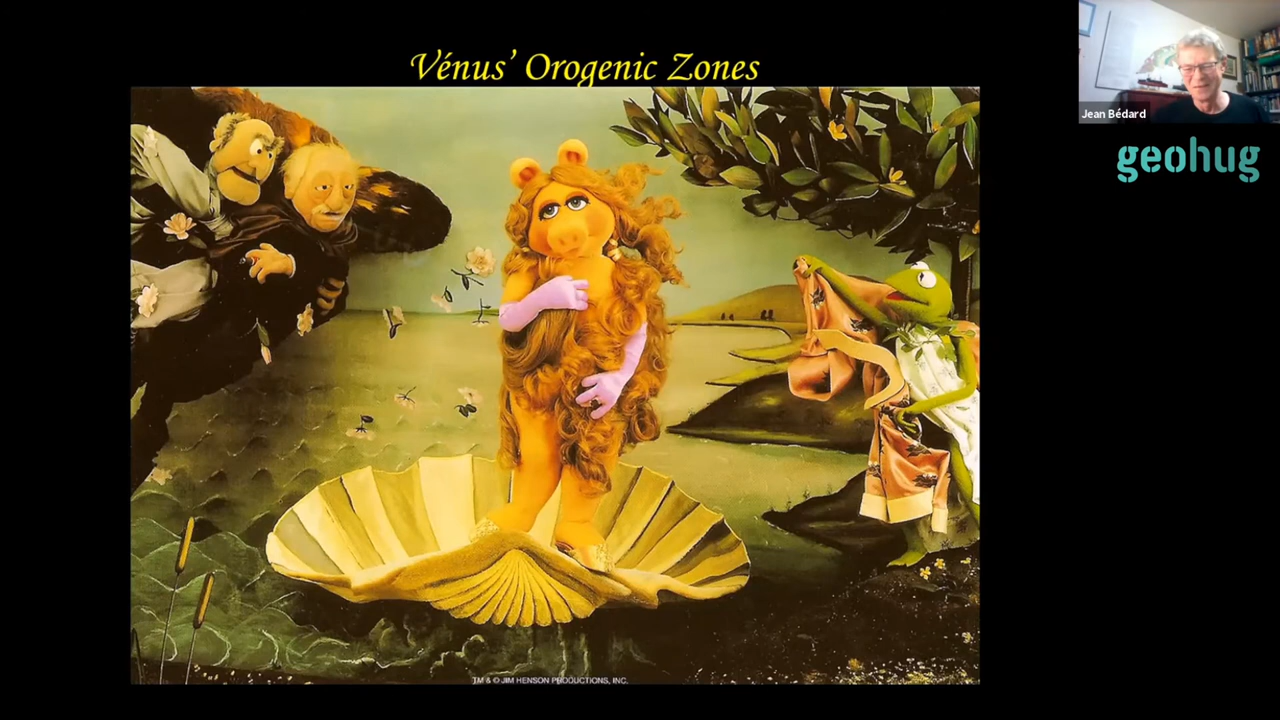 Vénus’ Orogenic Zones
Jean Bédard
geohug
TM & © JIM HENSON PRODUCTIONS, INC.